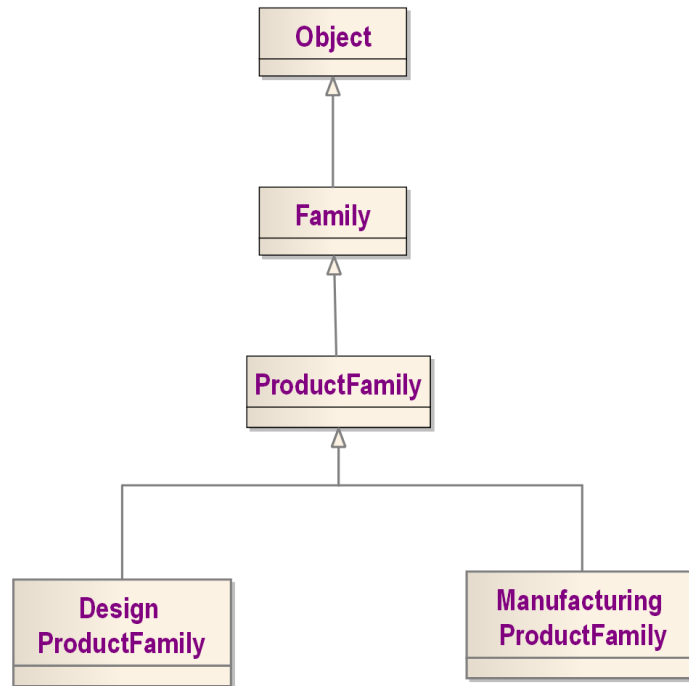 Object
Family
ProductFamily
Design
ProductFamily
Manufacturing
ProductFamily